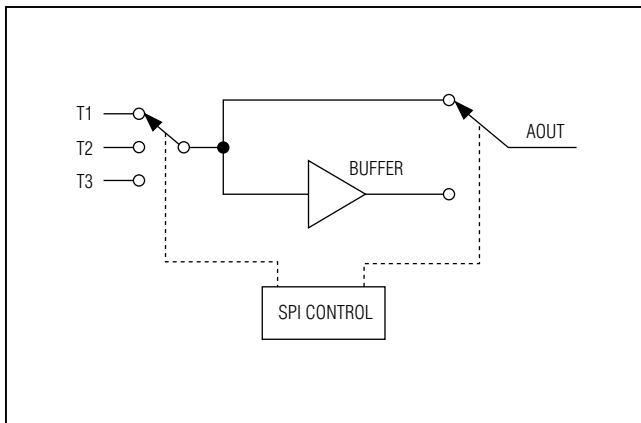 T1
T2
T3
AOUT
BUFFER
SPI CONTROL